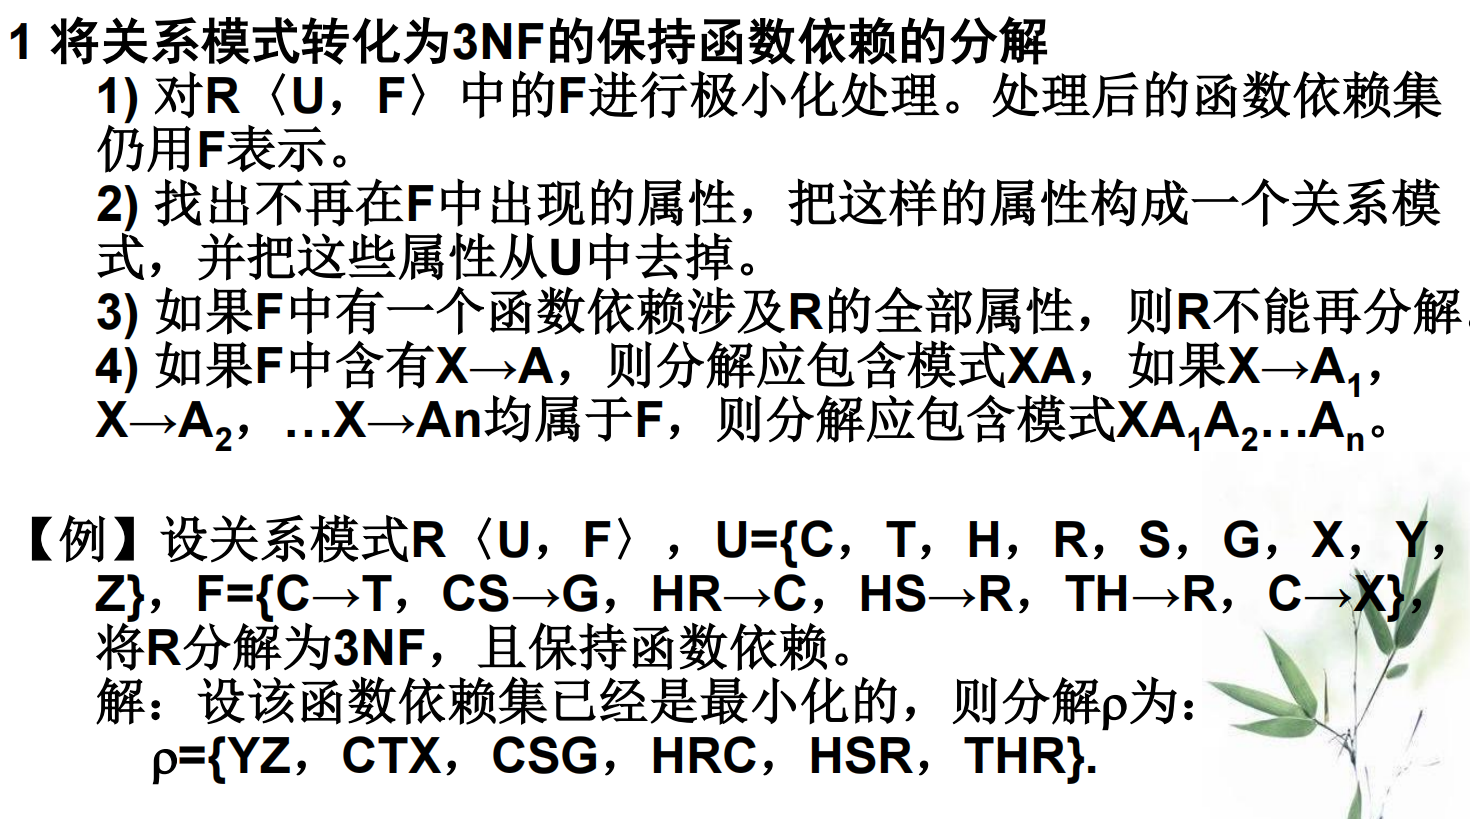 1 将关系模式转化为3NF的保持函数依赖的分解
1) 对R〈U，F〉中的F进行极小化处理。处理后的函数依赖集
仍用F表示。
2) 找出不再在F中出现的属性，把这样的属性构成一个关系模
式，并把这些属性从U中去掉。
3) 如果F中有一个函数依赖涉及R的全部属性，则R不能再分解.
4) 如果F中含有X→A，则分解应包含模式XA，如果X→A₁，
X→A₂，…X→An均属于F，则分解应包含模式XA₁A₂…Aₙ。
【例】设关系模式R〈U，F〉，U={C，T，H，R，S，G，X，Y，
Z}，F={C→T，CS→G，HR→C，HS→R，TH→R，C→X}，
将R分解为3NF，且保持函数依赖。
解：设该函数依赖集已经是最小化的，则分解ρ为：
ρ={YZ，CTX，CSG，HRC，HSR，THR}.